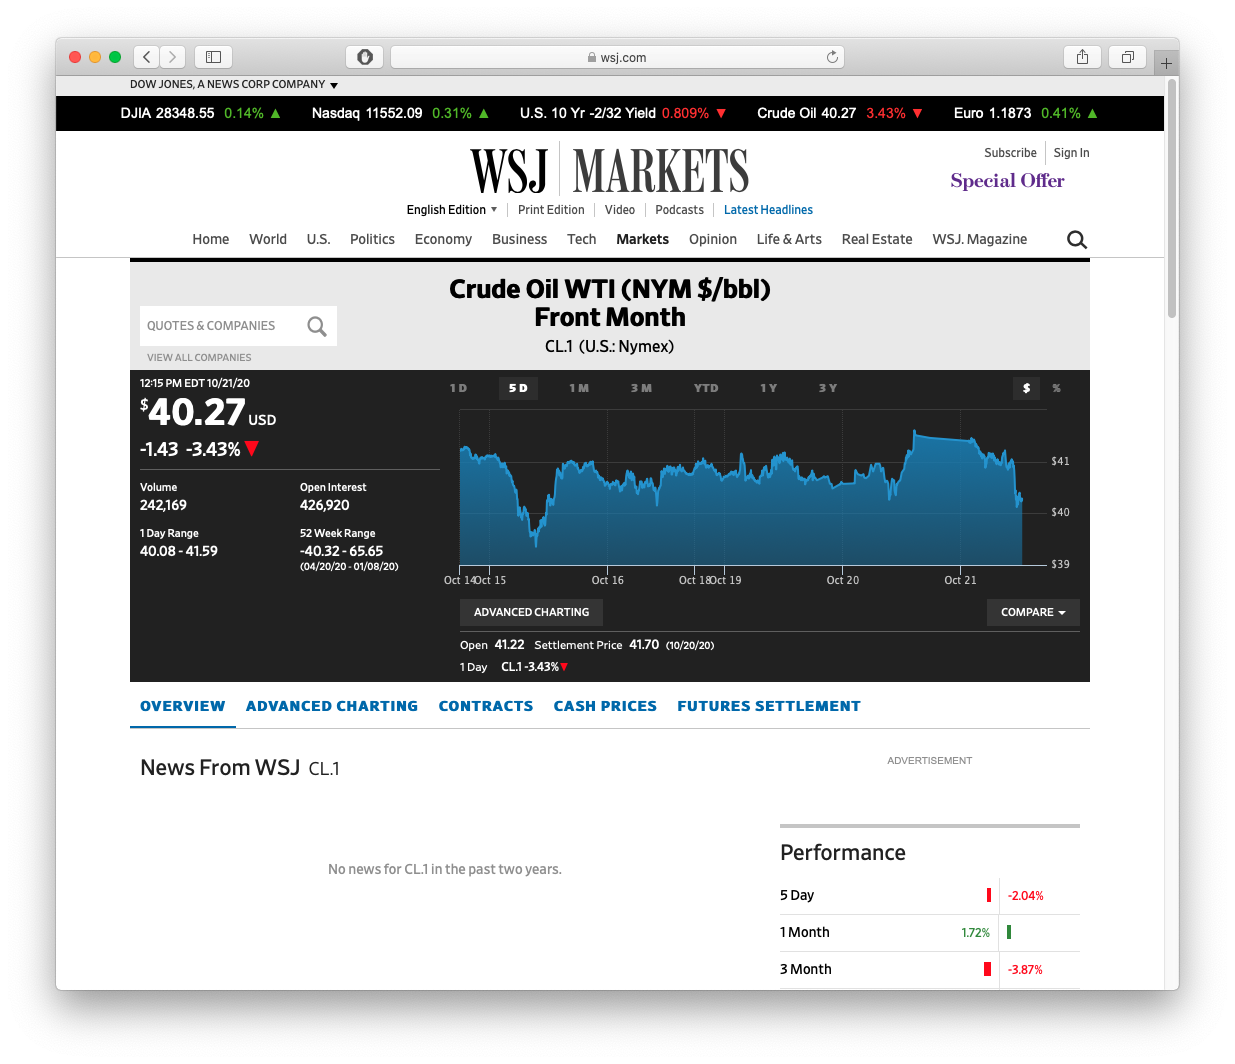 wsj.com
DOW JONES, A NEWS CORP COMPANY
DJIA 28348.55 0.14% ▲ Nasdaq 11552.09 0.31% ▲ U.S. 10 Yr -2/32 Yield 0.809% ▼ Crude Oil 40.27 3.43% ▼ Euro 1.1873 0.41% ▲
Subscribe Sign In
WSJ MARKETS
Special Offer
English Edition Print Edition Video Podcasts Latest Headlines
Home World U.S. Politics Economy Business Tech Markets Opinion Life & Arts Real Estate WSJ. Magazine
Crude Oil WTI (NYM $/bbl)
Front Month
CL.1 (U.S.: Nymex)
QUOTES & COMPANIES
VIEW ALL COMPANIES
12:15 PM EDT 10/21/20
$40.27 USD
-1.43 -3.43%
Volume Open Interest
242,169 426,920
1 Day Range 52 Week Range
40.08 - 41.59 -40.32 - 65.65
(04/20/20 - 01/08/20)
1 D 5 D 1 M 3 M YTD 1 Y 3 Y $ %
$41
$40
$39
Oct 14 Oct 15 Oct 16 Oct 18 Oct 19 Oct 20 Oct 21
ADVANCED CHARTING COMPARE
Open 41.22 Settlement Price 41.70 (10/20/20)
1 Day CL.1 -3.43%
OVERVIEW ADVANCED CHARTING CONTRACTS CASH PRICES FUTURES SETTLEMENT
News From WSJ CL.1
No news for CL.1 in the past two years.
ADVERTISEMENT
Performance
5 Day -2.04%
1 Month 1.72%
3 Month -3.87%